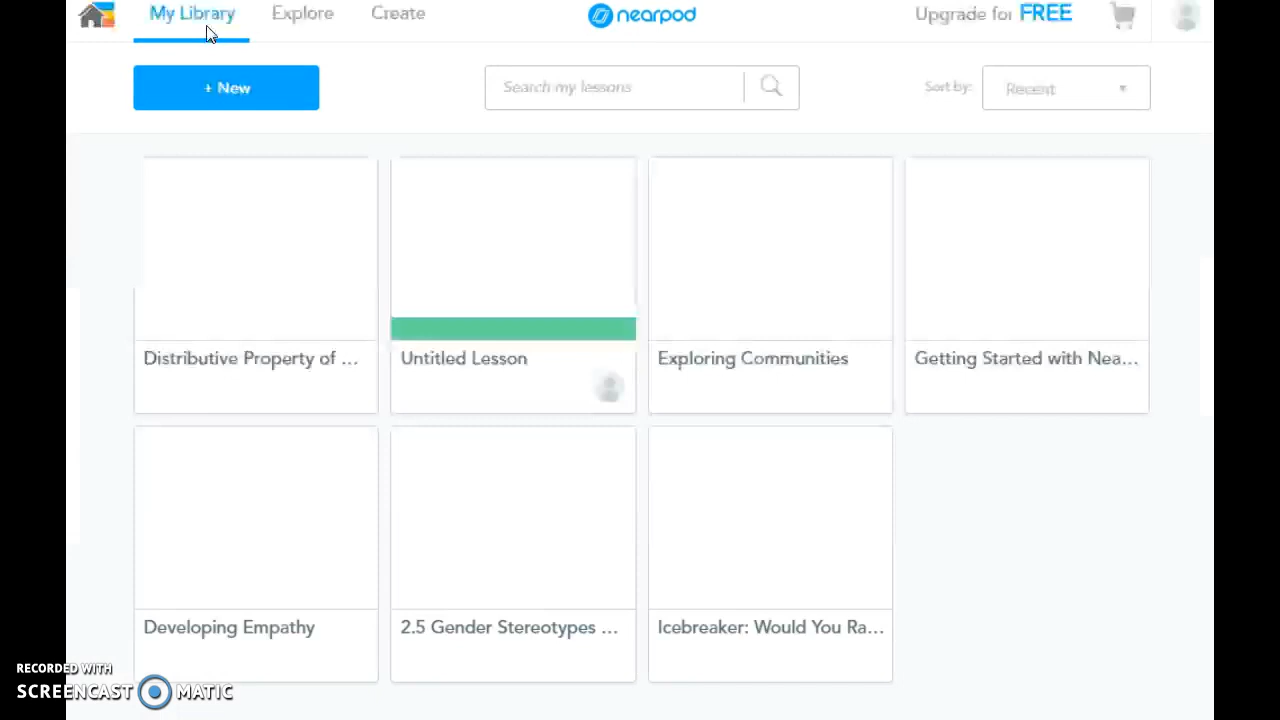 My Library Explore Create nearpod Upgrade for FREE
+ New Search my lessons Sort by: Recent
Distributive Property of ... Untitled Lesson Exploring Communities Getting Started with Nea...
Developing Empathy 2.5 Gender Stereotypes ... Icebreaker: Would You Ra...
RECORDED WITH
SCREENCAST MATIC